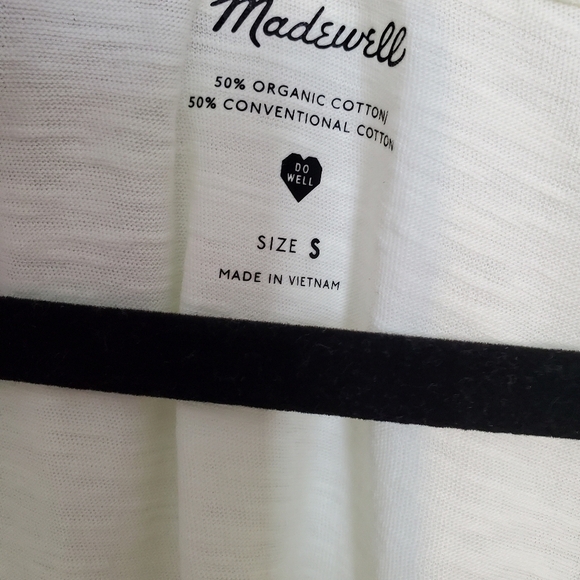 Madewell
50% ORGANIC COTTON/
50% CONVENTIONAL COTTON
DO
WELL
SIZE S
MADE IN VIETNAM